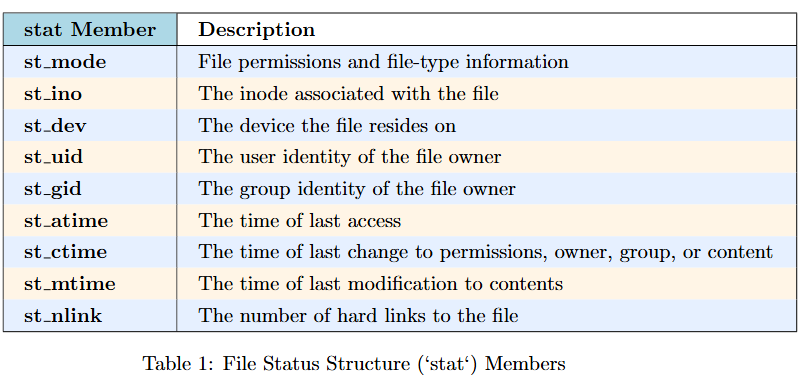 stat Member Description
st_mode File permissions and file-type information
st_ino The inode associated with the file
st_dev The device the file resides on
st_uid The user identity of the file owner
st_gid The group identity of the file owner
st_atime The time of last access
st_ctime The time of last change to permissions, owner, group, or content
st_mtime The time of last modification to contents
st_nlink The number of hard links to the file
Table 1: File Status Structure (‘stat‘) Members